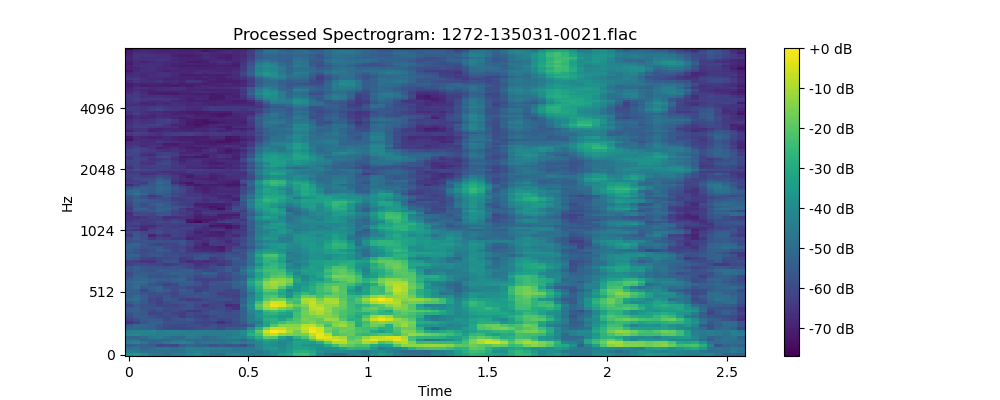 Processed Spectrogram: 1272-135031-0021.flac
Hz
4096
2048
1024
512
0
0
0.5
1
1.5
2
2.5
Time
+0 dB
-10 dB
-20 dB
-30 dB
-40 dB
-50 dB
-60 dB
-70 dB